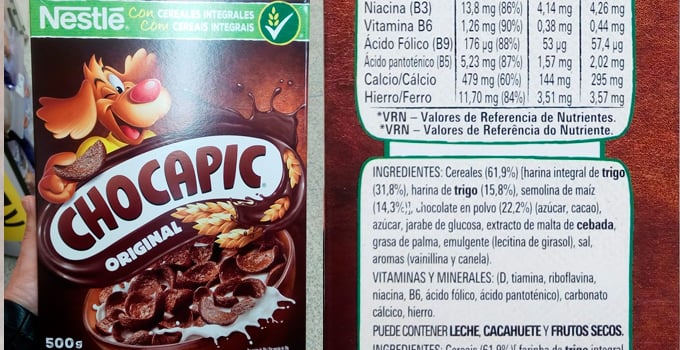 Nestlé
Con CEREALES INTEGRALES
Com CEREAIS INTEGRAIS
CHOCAPIC
ORIGINAL
500g
Niacina (B3) 13,8 mg (86%) 4,14 mg 4,26 mg
Vitamina B6 1,26 mg (90%) 0,38 mg 0,44 mg
Ácido Fólico (B9) 176 µg (88%) 53 µg 57,4 µg
Ácido pantoténico (B5) 5,23 mg (87%) 1,57 mg 2,02 mg
Calcio/Cálcio 479 mg (60%) 144 mg 295 mg
Hierro/Ferro 11,70 mg (84%) 3,51 mg 3,57 mg
*VRN – Valores de Referencia de Nutrientes.
*VRN – Valores de Referência do Nutriente.
INGREDIENTES: Cereales (61,9%) [harina integral de trigo
(31,8%), harina de trigo (15,8%), semolina de maíz
(14,3%)], chocolate en polvo (22,2%) (azúcar, cacao),
azúcar, jarabe de glucosa, extracto de malta de cebada,
grasa de palma, emulgente (lecitina de girasol), sal,
aromas (vainillina y canela).
VITAMINAS Y MINERALES: (D, tiamina, riboflavina,
niacina, B6, ácido fólico, ácido pantoténico), carbonato
cálcico, hierro.
PUEDE CONTENER LECHE, CACAHUETE Y FRUTOS SECOS.
INGREDIENTES: Cereais (61,9%)[ farinha de trigo integral